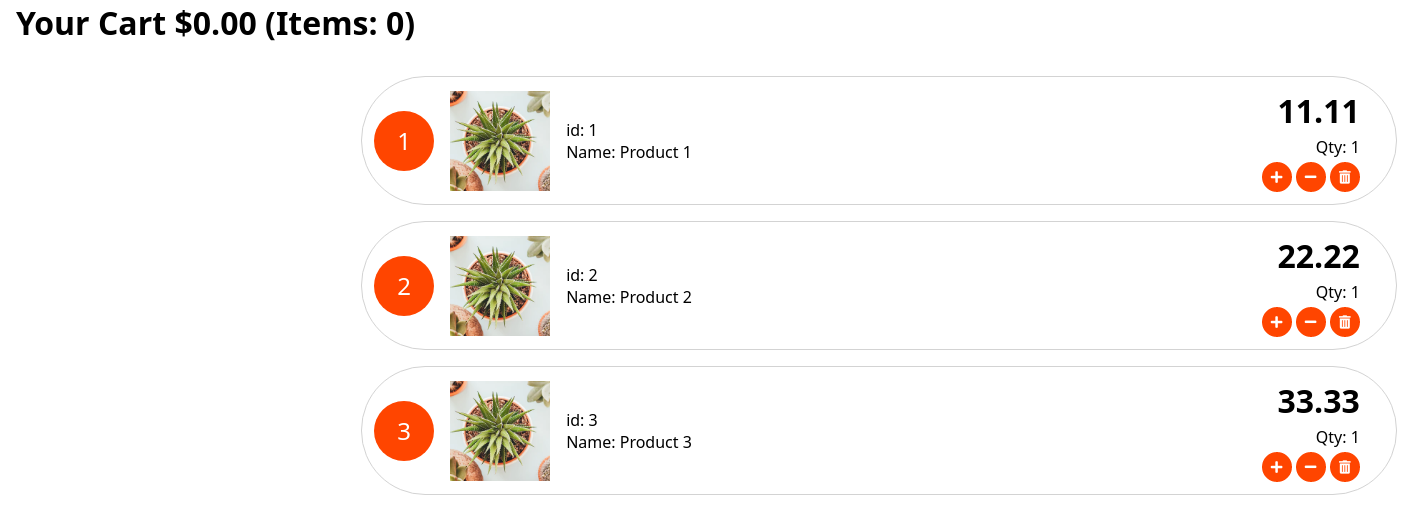 Your Cart $0.00 (Items: 0)
1
id: 1
Name: Product 1
11.11
Qty: 1
2
id: 2
Name: Product 2
22.22
Qty: 1
3
id: 3
Name: Product 3
33.33
Qty: 1